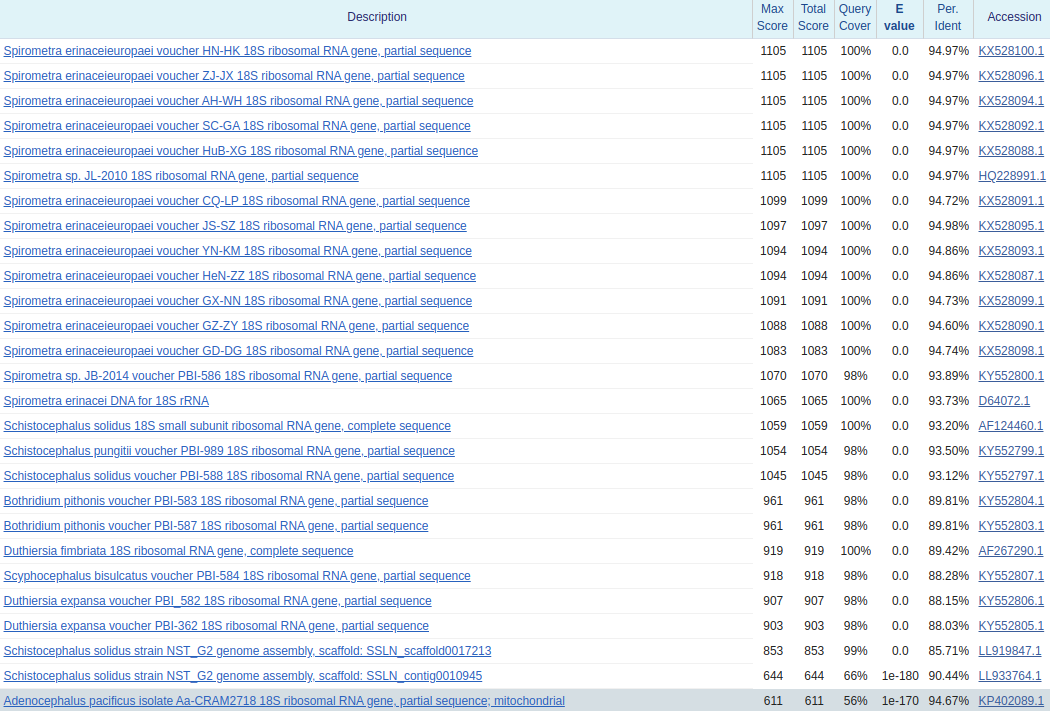 Description Max Score Total Score Query Cover E value Per. Ident Accession
Spirometra erinaceieuropaei voucher HN-HK 18S ribosomal RNA gene, partial sequence 1105 1105 100% 0.0 94.97% KX528100.1
Spirometra erinaceieuropaei voucher ZJ-JX 18S ribosomal RNA gene, partial sequence 1105 1105 100% 0.0 94.97% KX528096.1
Spirometra erinaceieuropaei voucher AH-WH 18S ribosomal RNA gene, partial sequence 1105 1105 100% 0.0 94.97% KX528094.1
Spirometra erinaceieuropaei voucher SC-GA 18S ribosomal RNA gene, partial sequence 1105 1105 100% 0.0 94.97% KX528092.1
Spirometra erinaceieuropaei voucher HuB-XG 18S ribosomal RNA gene, partial sequence 1105 1105 100% 0.0 94.97% KX528088.1
Spirometra sp. JL-2010 18S ribosomal RNA gene, partial sequence 1105 1105 100% 0.0 94.97% HQ228991.1
Spirometra erinaceieuropaei voucher CQ-LP 18S ribosomal RNA gene, partial sequence 1099 1099 100% 0.0 94.72% KX528091.1
Spirometra erinaceieuropaei voucher JS-SZ 18S ribosomal RNA gene, partial sequence 1097 1097 100% 0.0 94.98% KX528095.1
Spirometra erinaceieuropaei voucher YN-KM 18S ribosomal RNA gene, partial sequence 1094 1094 100% 0.0 94.86% KX528093.1
Spirometra erinaceieuropaei voucher HeN-ZZ 18S ribosomal RNA gene, partial sequence 1094 1094 100% 0.0 94.86% KX528087.1
Spirometra erinaceieuropaei voucher GX-NN 18S ribosomal RNA gene, partial sequence 1091 1091 100% 0.0 94.73% KX528099.1
Spirometra erinaceieuropaei voucher GZ-ZY 18S ribosomal RNA gene, partial sequence 1088 1088 100% 0.0 94.60% KX528090.1
Spirometra erinaceieuropaei voucher GD-DG 18S ribosomal RNA gene, partial sequence 1083 1083 100% 0.0 94.74% KX528098.1
Spirometra sp. JB-2014 voucher PBI-586 18S ribosomal RNA gene, partial sequence 1070 1070 98% 0.0 93.89% KY552800.1
Spirometra erinacei DNA for 18S rRNA 1065 1065 100% 0.0 93.73% D64072.1
Schistocephalus solidus 18S small subunit ribosomal RNA gene, complete sequence 1059 1059 100% 0.0 93.20% AF124460.1
Schistocephalus pungitii voucher PBI-989 18S ribosomal RNA gene, partial sequence 1054 1054 98% 0.0 93.50% KY552799.1
Schistocephalus solidus voucher PBI-588 18S ribosomal RNA gene, partial sequence 1045 1045 98% 0.0 93.12% KY552797.1
Bothridium pithonis voucher PBI-583 18S ribosomal RNA gene, partial sequence 961 961 98% 0.0 89.81% KY552804.1
Bothridium pithonis voucher PBI-587 18S ribosomal RNA gene, partial sequence 961 961 98% 0.0 89.81% KY552803.1
Duthiersia fimbriata 18S ribosomal RNA gene, complete sequence 919 919 100% 0.0 89.42% AF267290.1
Scyphocephalus bisulcatus voucher PBI-584 18S ribosomal RNA gene, partial sequence 918 918 98% 0.0 88.28% KY552807.1
Duthiersia expansa voucher PBI_582 18S ribosomal RNA gene, partial sequence 907 907 98% 0.0 88.15% KY552806.1
Duthiersia expansa voucher PBI-362 18S ribosomal RNA gene, partial sequence 903 903 98% 0.0 88.03% KY552805.1
Schistocephalus solidus strain NST_G2 genome assembly, scaffold: SSLN_scaffold0017213 853 853 99% 0.0 85.71% LL919847.1
Schistocephalus solidus strain NST_G2 genome assembly, scaffold: SSLN_contig0010945 644 644 66% 1e-180 90.44% LL933764.1
Adenocephalus pacificus isolate Aa-CRAM2718 18S ribosomal RNA gene, partial sequence; mitochondrial 611 611 56% 1e-170 94.67% KP402089.1